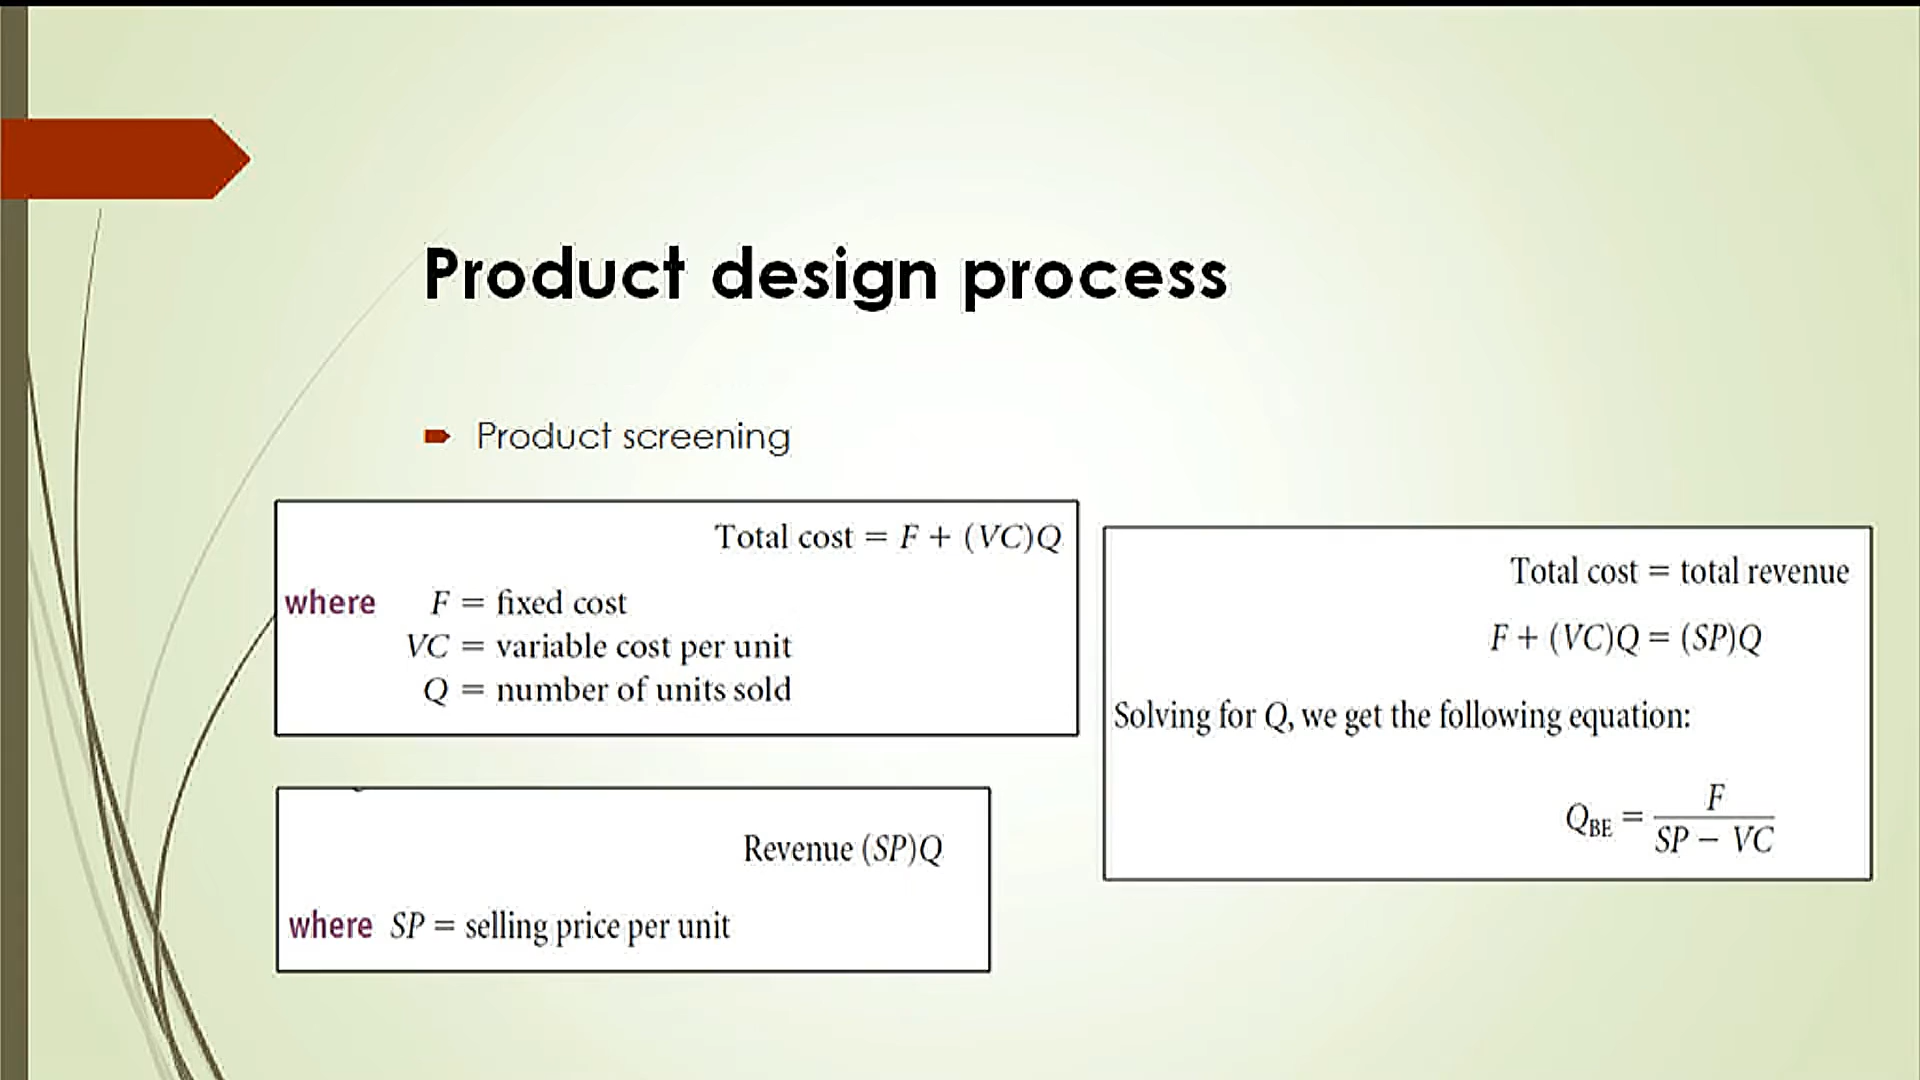 Product design process
Product screening
Total cost = F + (VC)Q
where F = fixed cost
VC = variable cost per unit
Q = number of units sold
Revenue (SP)Q
where SP = selling price per unit
Total cost = total revenue
F + (VC)Q = (SP)Q
Solving for Q, we get the following equation:
Q_BE = F / (SP − VC)